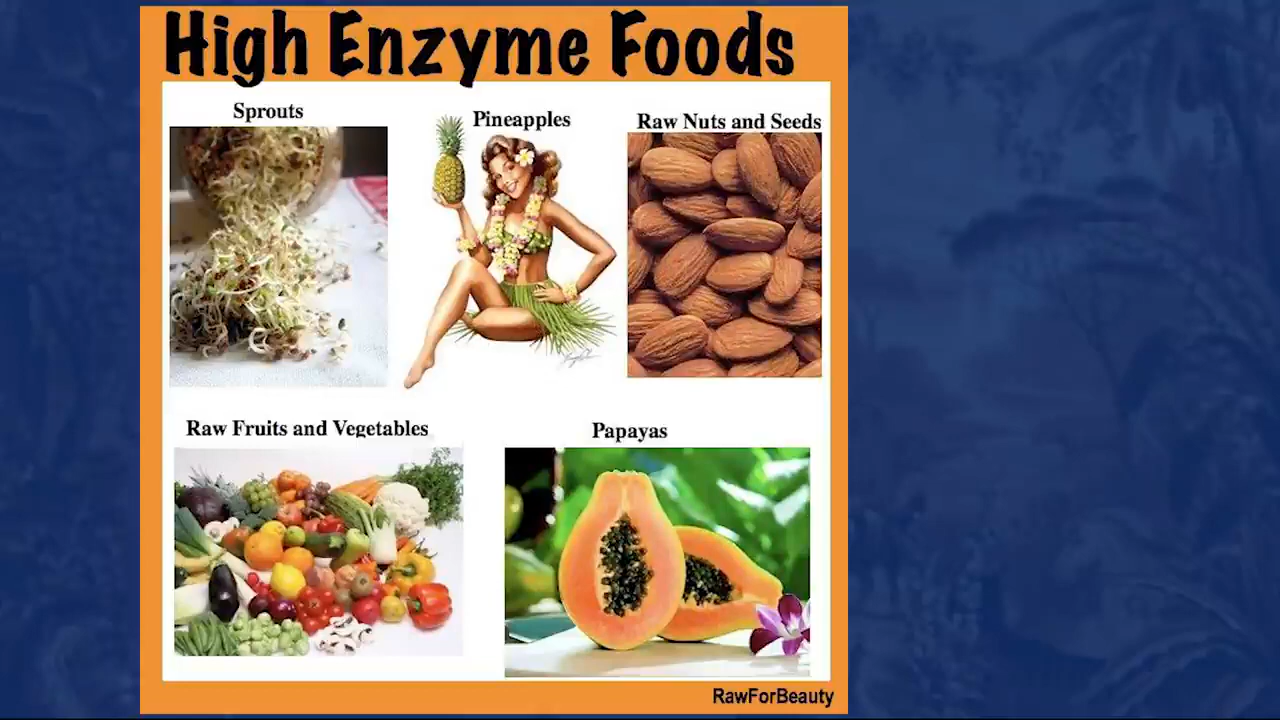 High Enzyme Foods
Sprouts
Pineapples
Raw Nuts and Seeds
Raw Fruits and Vegetables
Papayas
RawForBeauty